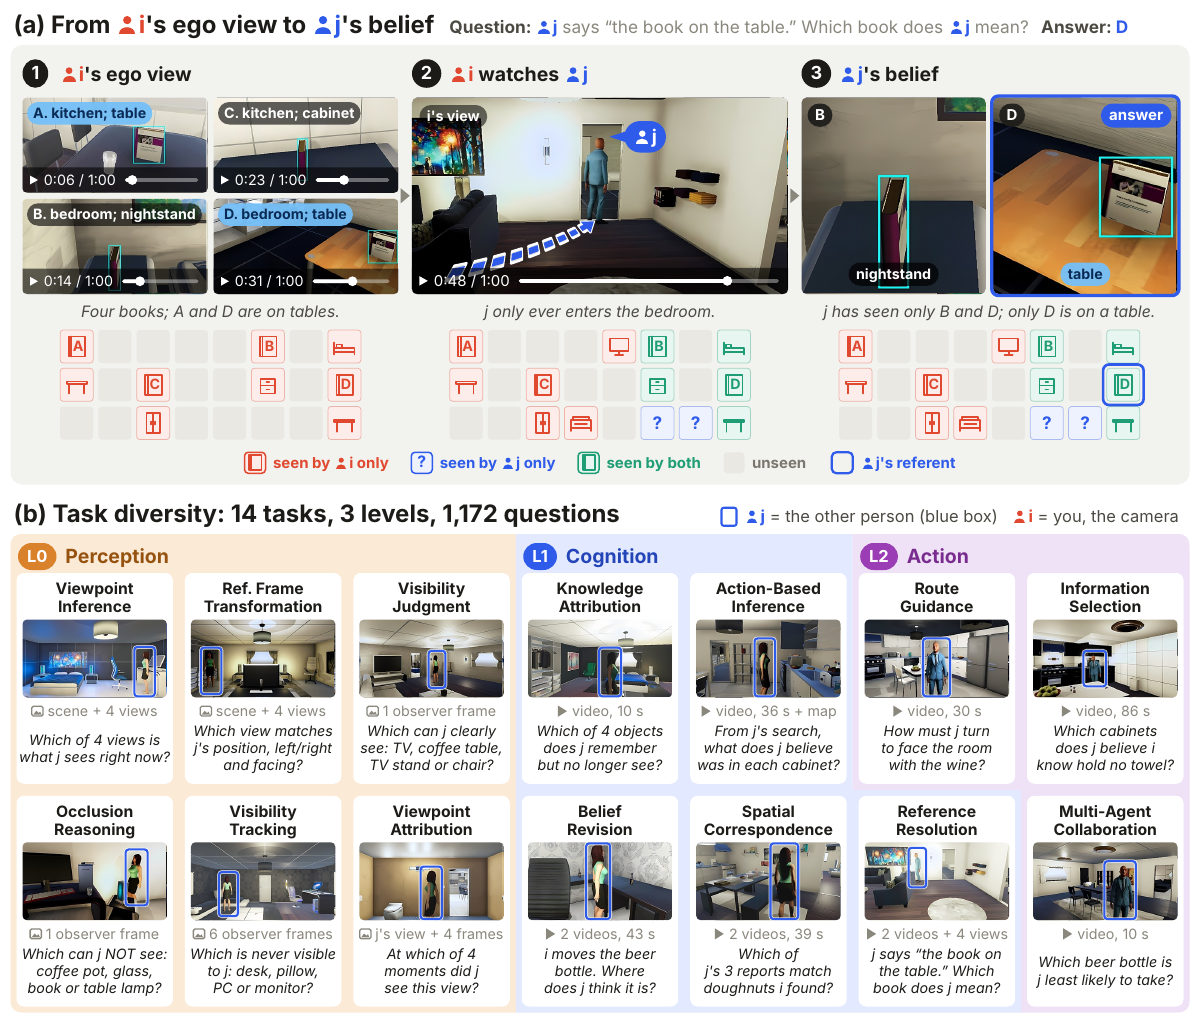 (a) From i's ego view to j's belief Question: j says “the book on the table.” Which book does j mean? Answer: D
1 i's ego view
A. kitchen; table
0:06 / 1:00
C. kitchen; cabinet
0:23 / 1:00
B. bedroom; nightstand
0:14 / 1:00
D. bedroom; table
0:31 / 1:00
Four books; A and D are on tables.
2 i watches j
i's view
j
0:48 / 1:00
j only ever enters the bedroom.
3 j's belief
B
nightstand
D
answer
table
j has seen only B and D; only D is on a table.
A B
C D
A B
C D
? ?
A B
C D
? ?
seen by i only ? seen by j only seen by both unseen j's referent
(b) Task diversity: 14 tasks, 3 levels, 1,172 questions
j = the other person (blue box) i = you, the camera
L0 Perception
Viewpoint
Inference
scene + 4 views
Which of 4 views is
what j sees right now?
Ref. Frame
Transformation
scene + 4 views
Which view matches
j's position, left/right
and facing?
Visibility
Judgment
1 observer frame
Which can j clearly
see: TV, coffee table,
TV stand or chair?
Occlusion
Reasoning
1 observer frame
Which can j NOT see:
coffee pot, glass,
book or table lamp?
Visibility
Tracking
6 observer frames
Which is never visible
to j: desk, pillow,
PC or monitor?
Viewpoint
Attribution
j's view + 4 frames
At which of 4
moments did j
see this view?
L1 Cognition
Knowledge
Attribution
video, 10 s
Which of 4 objects
does j remember
but no longer see?
Action-Based
Inference
video, 36 s + map
From j's search,
what does j believe
was in each cabinet?
Belief
Revision
2 videos, 43 s
i moves the beer
bottle. Where
does j think it is?
Spatial
Correspondence
2 videos, 39 s
Which of
j's 3 reports match
doughnuts i found?
L2 Action
Route
Guidance
video, 30 s
How must j turn
to face the room
with the wine?
Information
Selection
video, 86 s
Which cabinets
does j believe i
know hold no towel?
Reference
Resolution
2 videos + 4 views
j says “the book on
the table.” Which
book does j mean?
Multi-Agent
Collaboration
video, 10 s
Which beer bottle is
j least likely to take?